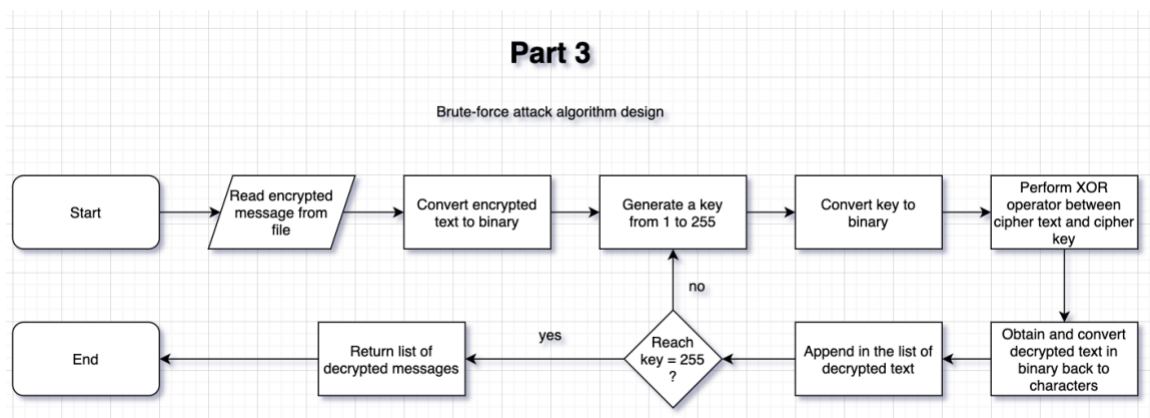 Part 3
Brute-force attack algorithm design
Start
Read encrypted
message from
file
Convert encrypted
text to binary
Generate a key
from 1 to 255
Convert key to
binary
Perform XOR
operator between
cipher text and cipher
key
no
End
Return list of
decrypted messages
yes
Reach
key = 255
?
Append in the list of
decrypted text
Obtain and convert
decrypted text in
binary back to
characters